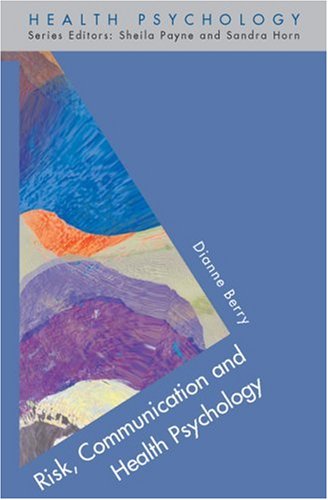 HEALTH PSYCHOLOGY
Series Editors: Sheila Payne and Sandra Horn
Dianne Berry
Risk, Communication and
Health Psychology